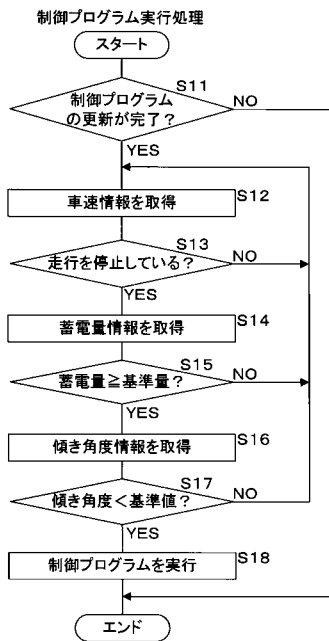 制御プログラム実行処理
スタート
S11
制御プログラム
の更新が完了？
NO
YES
車速情報を取得
S12
S13
走行を停止している？
NO
YES
蓄電量情報を取得
S14
S15
蓄電量≧基準量？
NO
YES
傾き角度情報を取得
S16
S17
傾き角度＜基準値？
NO
YES
制御プログラムを実行
S18
エンド